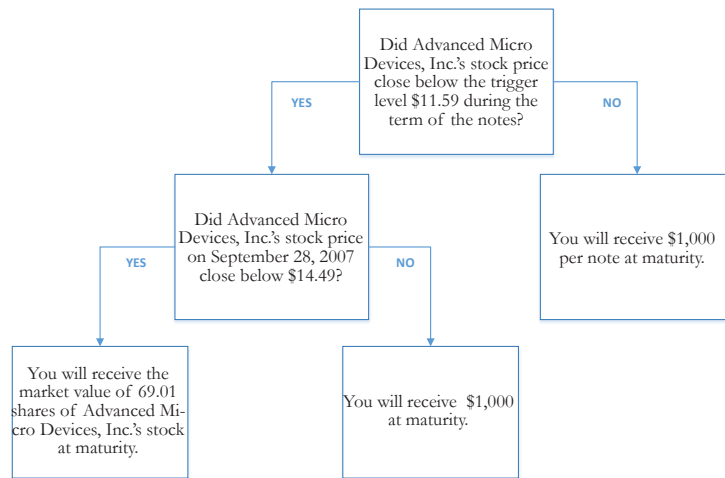 Did Advanced Micro
Devices, Inc.'s stock price
close below the trigger
level $11.59 during the
term of the notes?
YES
NO
Did Advanced Micro
Devices, Inc.'s stock price
on September 28, 2007
close below $14.49?
You will receive $1,000
per note at maturity.
YES
NO
You will receive the
market value of 69.01
shares of Advanced Mi-
cro Devices, Inc.'s stock
at maturity.
You will receive $1,000
at maturity.